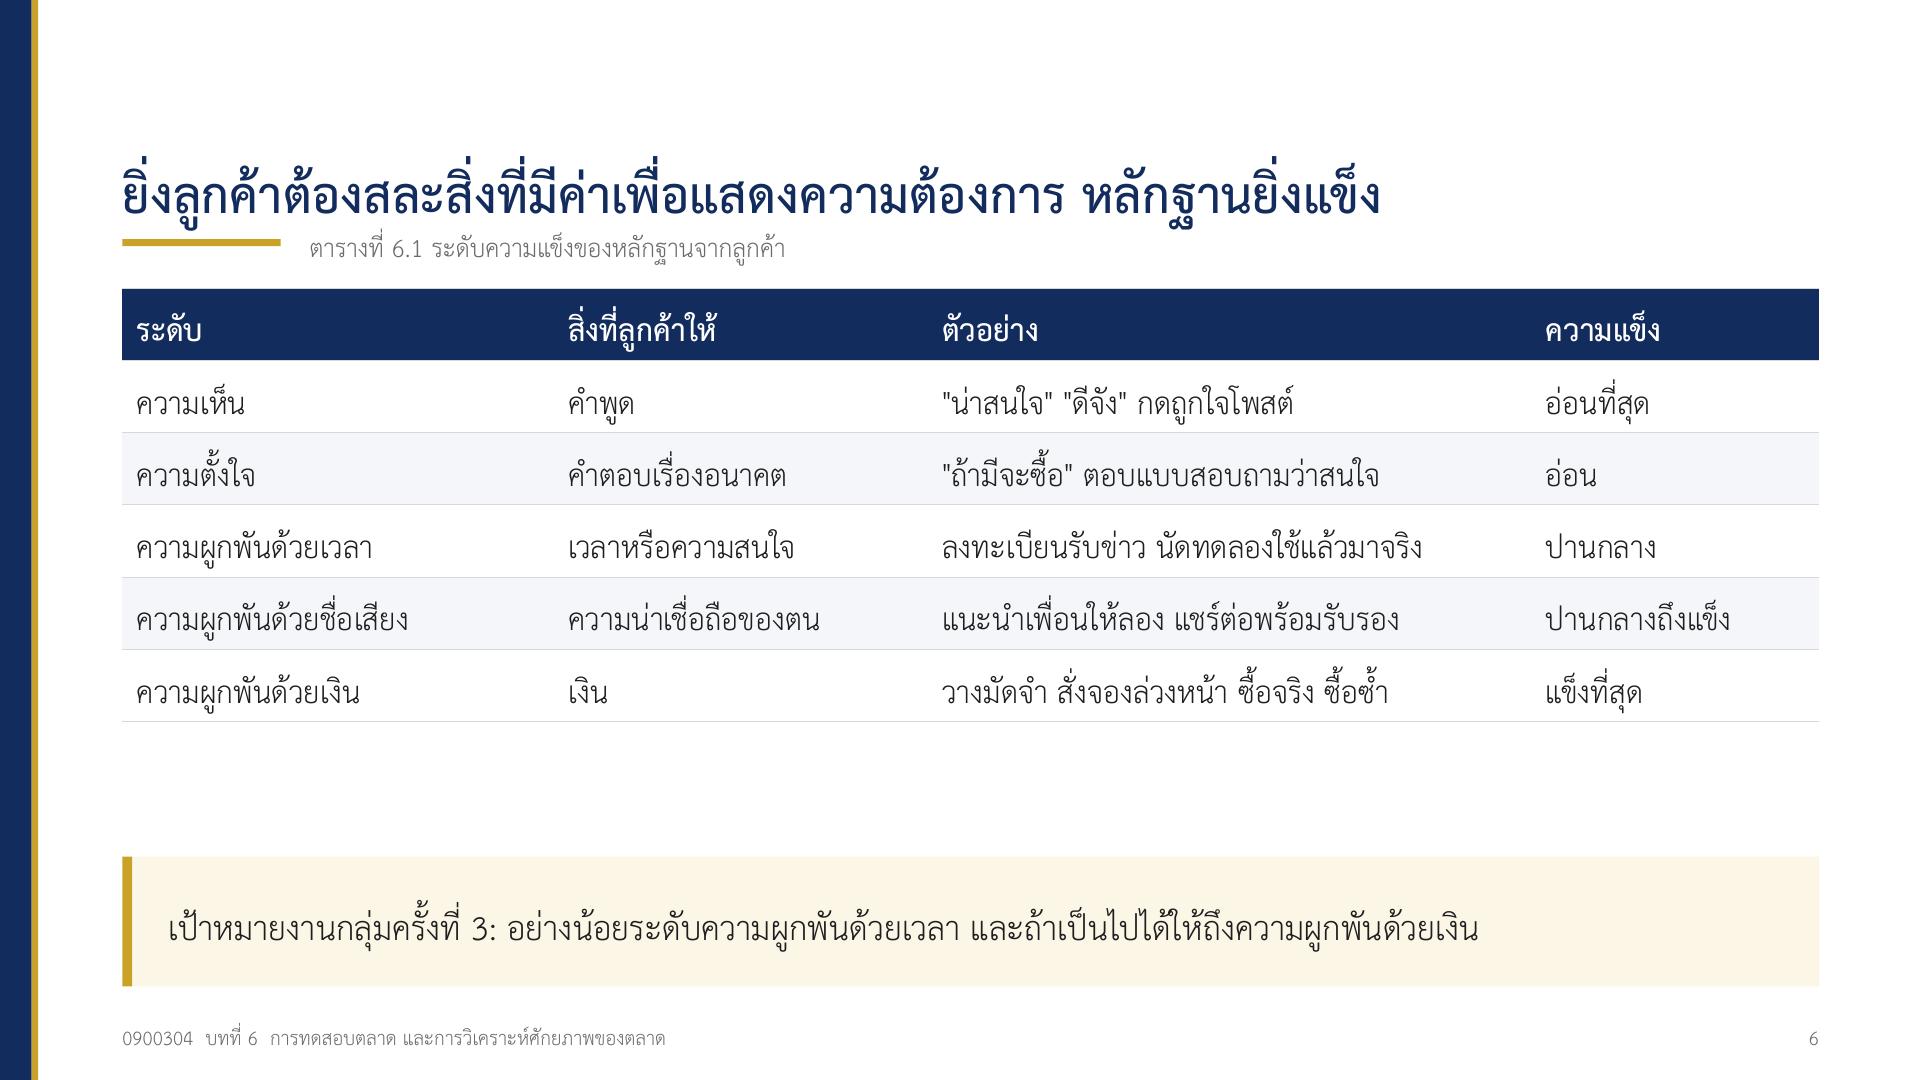 ยิ่งลูกค้าต้องสละสิ่งที่มีค่าเพื่อแสดงความต้องการ หลักฐานยิ่งแข็ง
ตารางที่ 6.1 ระดับความแข็งของหลักฐานจากลูกค้า
ระดับ สิ่งที่ลูกค้าให้ ตัวอย่าง ความแข็ง
ความเห็น คำพูด "น่าสนใจ" "ดีจัง" กดถูกใจโพสต์ อ่อนที่สุด
ความตั้งใจ คำตอบเรื่องอนาคต "ถ้ามีจะซื้อ" ตอบแบบสอบถามว่าสนใจ อ่อน
ความผูกพันด้วยเวลา เวลาหรือความสนใจ ลงทะเบียนรับข่าว นัดทดลองใช้แล้วมาจริง ปานกลาง
ความผูกพันด้วยชื่อเสียง ความน่าเชื่อถือของตน แนะนำเพื่อนให้ลอง แชร์ต่อพร้อมรับรอง ปานกลางถึงแข็ง
ความผูกพันด้วยเงิน เงิน วางมัดจำ สั่งจองล่วงหน้า ซื้อจริง ซื้อซ้ำ แข็งที่สุด
เป้าหมายงานกลุ่มครั้งที่ 3: อย่างน้อยระดับความผูกพันด้วยเวลา และถ้าเป็นไปได้ให้ถึงความผูกพันด้วยเงิน
0900304 บทที่ 6 การทดสอบตลาด และการวิเคราะห์ศักยภาพของตลาด 6